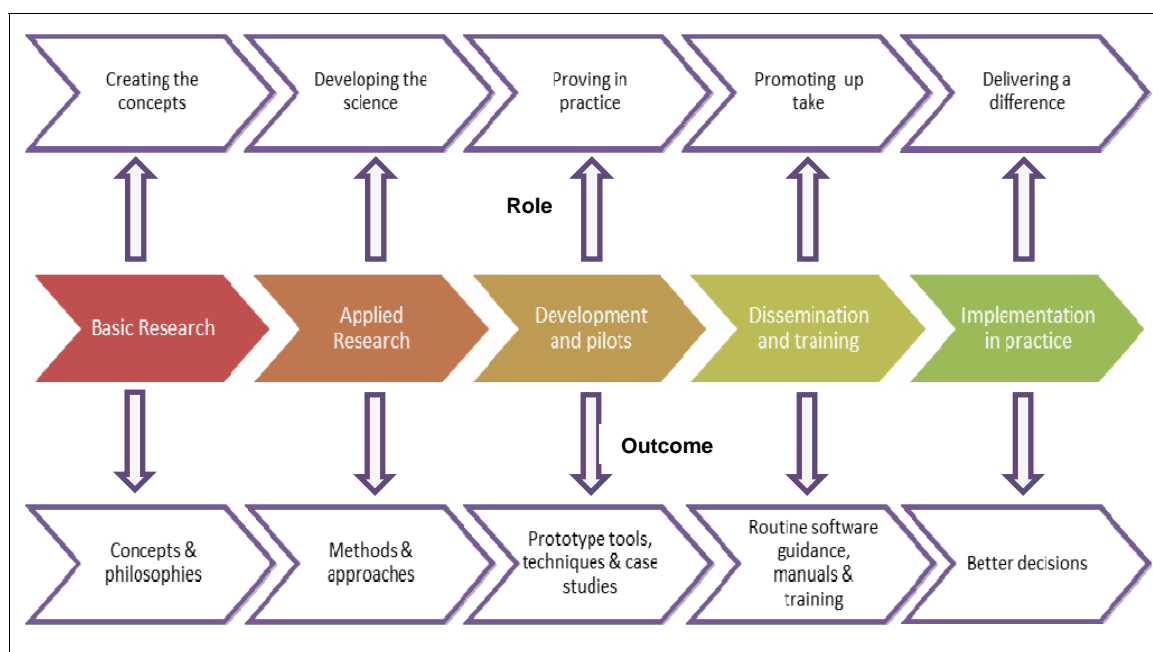 Creating the
concepts
Developing the
science
Proving in
practice
Promoting up
take
Delivering a
difference
Role
Basic Research
Applied
Research
Development
and pilots
Dissemination
and training
Implementation
in practice
Outcome
Concepts &
philosophies
Methods &
approaches
Prototype tools,
techniques & case
studies
Routine software
guidance,
manuals &
training
Better decisions